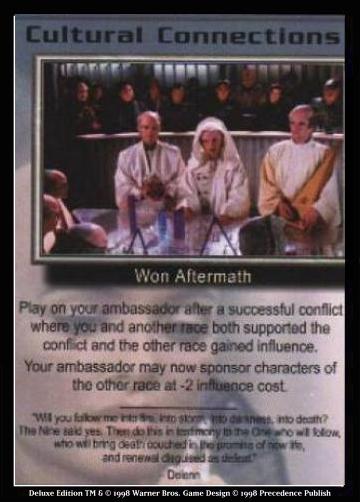 Cultural Connections
Won Aftermath
Play on your ambassador after a successful conflict
where you and another race both supported the
conflict and the other race gained influence.
Your ambassador may now sponsor characters of
the other race at -2 influence cost.
"Will you follow me into fire, into storm, into darkness, into death?
The Nine said yes. Then do this in testimony to the One who will follow,
who will bring death couched in the promise of new life,
and renewal disguised as defeat."
- Delenn
Deluxe Edition TM & © 1998 Warner Bros. Game Design © 1998 Precedence Publish